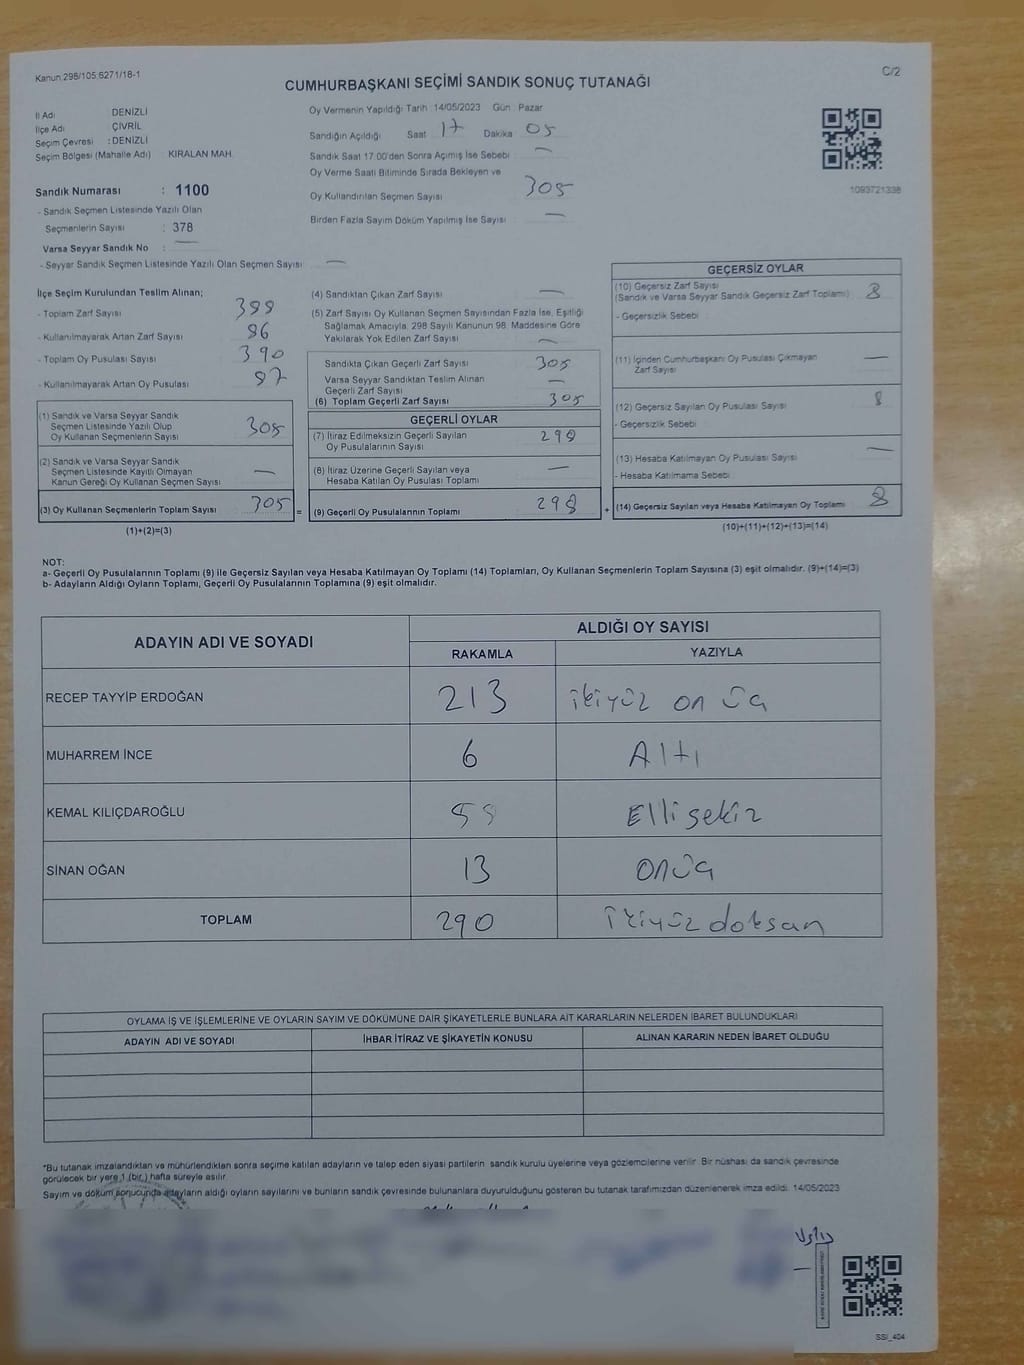 Kanun.298/105.6271/18-1
C/2
CUMHURBAŞKANI SEÇİMİ SANDIK SONUÇ TUTANAĞI
İl Adı : DENİZLİ
İlçe Adı : ÇİVRİL
Seçim Çevresi : DENİZLİ
Seçim Bölgesi (Mahalle Adı) : KIRALAN MAH.
Sandık Numarası : 1100
- Sandık Seçmen Listesinde Yazılı Olan
Seçmenlerin Sayısı : 378
Varsa Seyyar Sandık No : —
- Seyyar Sandık Seçmen Listesinde Yazılı Olan Seçmen Sayısı : —
Oy Vermenin Yapıldığı Tarih : 14/05/2023 Gün : Pazar
Sandığın Açıldığı Saat 17 Dakika 05
Sandık Saat 17:00'den Sonra Açımış İse Sebebi : —
Oy Verme Saati Bitiminde Sırada Bekleyen ve
Oy Kullandırılan Seçmen Sayısı 305
Birden Fazla Sayım Döküm Yapılmış İse Sayısı : —
1093721338
İlçe Seçim Kurulundan Teslim Alınan;
- Toplam Zarf Sayısı 399
- Kullanılmayarak Artan Zarf Sayısı 96
- Toplam Oy Pusulası Sayısı 390
- Kullanılmayarak Artan Oy Pusulası 87
(1) Sandık ve Varsa Seyyar Sandık
Seçmen Listesinde Yazılı Olup
Oy Kullanan Seçmenlerin Sayısı 305
(2) Sandık ve Varsa Seyyar Sandık
Seçmen Listesinde Kayıtlı Olmayan
Kanun Gereği Oy Kullanan Seçmen Sayısı —
(3) Oy Kullanan Seçmenlerin Toplam Sayısı 305 =
(1)+(2)=(3)
(4) Sandıktan Çıkan Zarf Sayısı —
(5) Zarf Sayısı Oy Kullanan Seçmen Sayısından Fazla İse, Eşitliği
Sağlamak Amacıyla, 298 Sayılı Kanunun 98. Maddesine Göre
Yakılarak Yok Edilen Zarf Sayısı —
Sandıkta Çıkan Geçerli Zarf Sayısı 305
Varsa Seyyar Sandıktan Teslim Alınan
Geçerli Zarf Sayısı —
(6) Toplam Geçerli Zarf Sayısı 305
GEÇERLİ OYLAR
(7) İtiraz Edilmeksizin Geçerli Sayılan
Oy Pusulalarının Sayısı 298
(8) İtiraz Üzerine Geçerli Sayılan veya
Hesaba Katılan Oy Pusulası Toplamı —
(9) Geçerli Oy Pusulalarının Toplamı 298 +
GEÇERSİZ OYLAR
(10) Geçersiz Zarf Sayısı
(Sandık ve Varsa Seyyar Sandık Geçersiz Zarf Toplamı) 8
- Geçersizlik Sebebi
(11) İçinden Cumhurbaşkanı Oy Pusulası Çıkmayan
Zarf Sayısı —
(12) Geçersiz Sayılan Oy Pusulası Sayısı 8
- Geçersizlik Sebebi
(13) Hesaba Katılmayan Oy Pusulası Sayısı —
- Hesaba Katılmama Sebebi
(14) Geçersiz Sayılan veya Hesaba Katılmayan Oy Toplamı 8
(10)+(11)+(12)+(13)=(14)
NOT:
a- Geçerli Oy Pusulalarının Toplamı (9) ile Geçersiz Sayılan veya Hesaba Katılmayan Oy Toplamı (14) Toplamları, Oy Kullanan Seçmenlerin Toplam Sayısına (3) eşit olmalıdır. (9)+(14)=(3)
b- Adayların Aldığı Oyların Toplamı, Geçerli Oy Pusulalarının Toplamına (9) eşit olmalıdır.
ADAYIN ADI VE SOYADI
ALDIĞI OY SAYISI
RAKAMLA YAZIYLA
RECEP TAYYİP ERDOĞAN 213 ikiyüz on üç
MUHARREM İNCE 6 Altı
KEMAL KILIÇDAROĞLU 58 Elli sekiz
SİNAN OĞAN 13 onüç
TOPLAM 290 ikiyüz doksan
OYLAMA İŞ VE İŞLEMLERİNE VE OYLARIN SAYIM VE DÖKÜMÜNE DAİR ŞİKAYETLERLE BUNLARA AİT KARARLARIN NELERDEN İBARET BULUNDUKLARI
ADAYIN ADI VE SOYADI İHBAR İTİRAZ VE ŞİKAYETİN KONUSU ALINAN KARARIN NEDEN İBARET OLDUĞU
*Bu tutanak imzalandıktan ve mühürlendikten sonra seçime katılan adayların ve talep eden siyasi partilerin sandık kurulu üyelerine veya gözlemcilerine verilir. Bir nüshası da sandık çevresinde
görülecek bir yere 1 (bir) hafta süreyle asılır.
Sayım ve döküm sonucunda adayların aldığı oyların sayılarını ve bunların sandık çevresinde bulunanlara duyurulduğunu gösteren bu tutanak tarafımızdan düzenlenerek imza edildi. 14/05/2023
SSİ_404